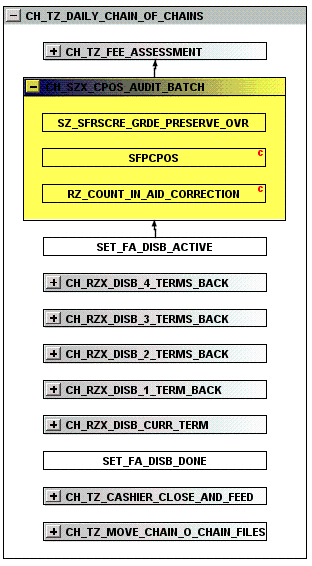 CH_TZ_DAILY_CHAIN_OF_CHAINS
CH_TZ_FEE_ASSESSMENT
CH_SZX_CPOS_AUDIT_BATCH
SZ_SFRSCRE_GRDE_PRESERVE_OVR
SFPCPOS C
RZ_COUNT_IN_AID_CORRECTION C
SET_FA_DISB_ACTIVE
CH_RZX_DISB_4_TERMS_BACK
CH_RZX_DISB_3_TERMS_BACK
CH_RZX_DISB_2_TERMS_BACK
CH_RZX_DISB_1_TERM_BACK
CH_RZX_DISB_CURR_TERM
SET_FA_DISB_DONE
CH_TZ_CASHIER_CLOSE_AND_FEED
CH_TZ_MOVE_CHAIN_O_CHAIN_FILES